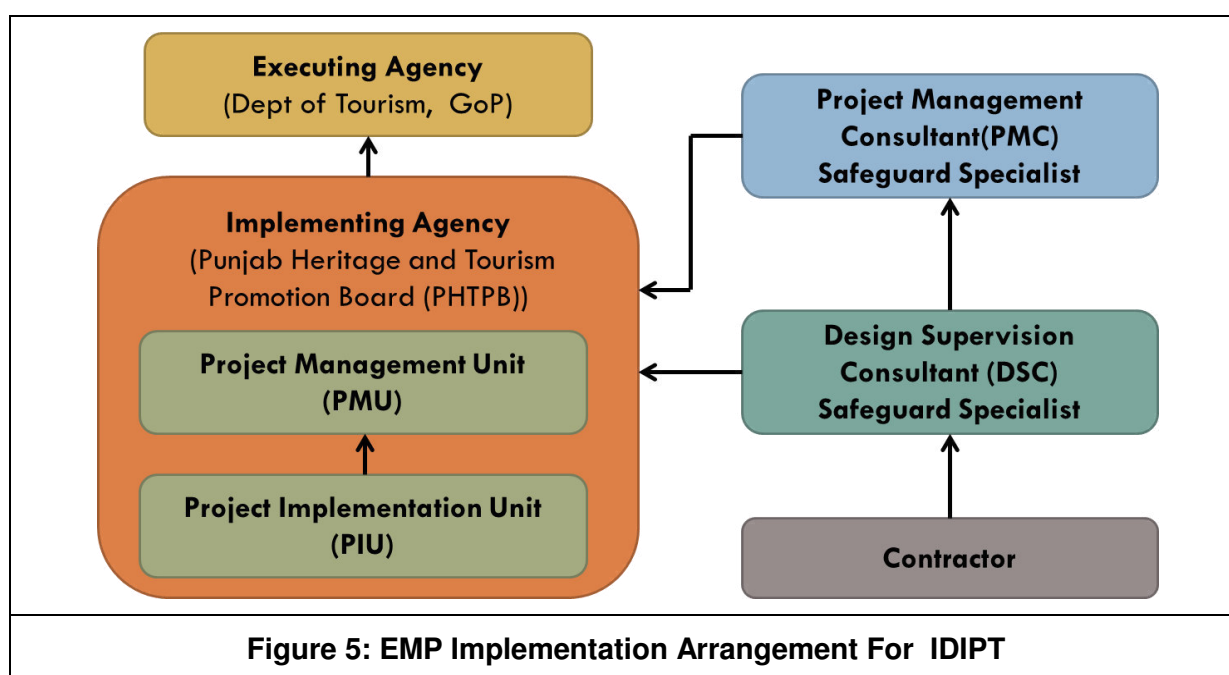 Executing Agency
(Dept of Tourism, GoP)
Implementing Agency
(Punjab Heritage and Tourism
Promotion Board (PHTPB))
Project Management Unit
(PMU)
Project Implementation Unit
(PIU)
Project Management
Consultant(PMC)
Safeguard Specialist
Design Supervision
Consultant (DSC)
Safeguard Specialist
Contractor
Figure 5: EMP Implementation Arrangement For IDIPT